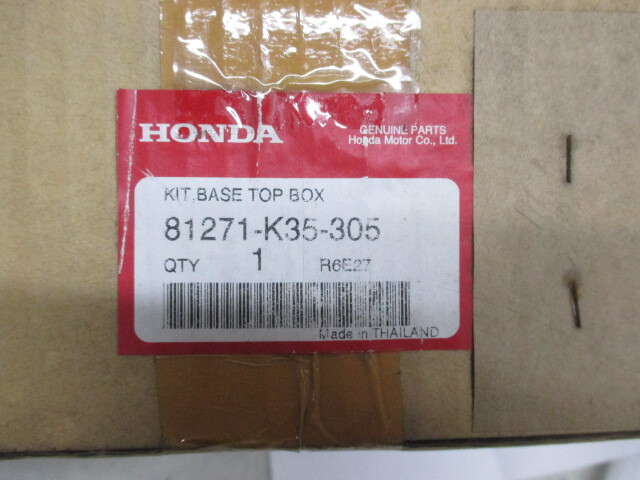 HONDA
GENUINE PARTS
Honda Motor Co., Ltd.
KIT,BASE TOP BOX
81271-K35-305
QTY 1 R6E27
Made in THAILAND